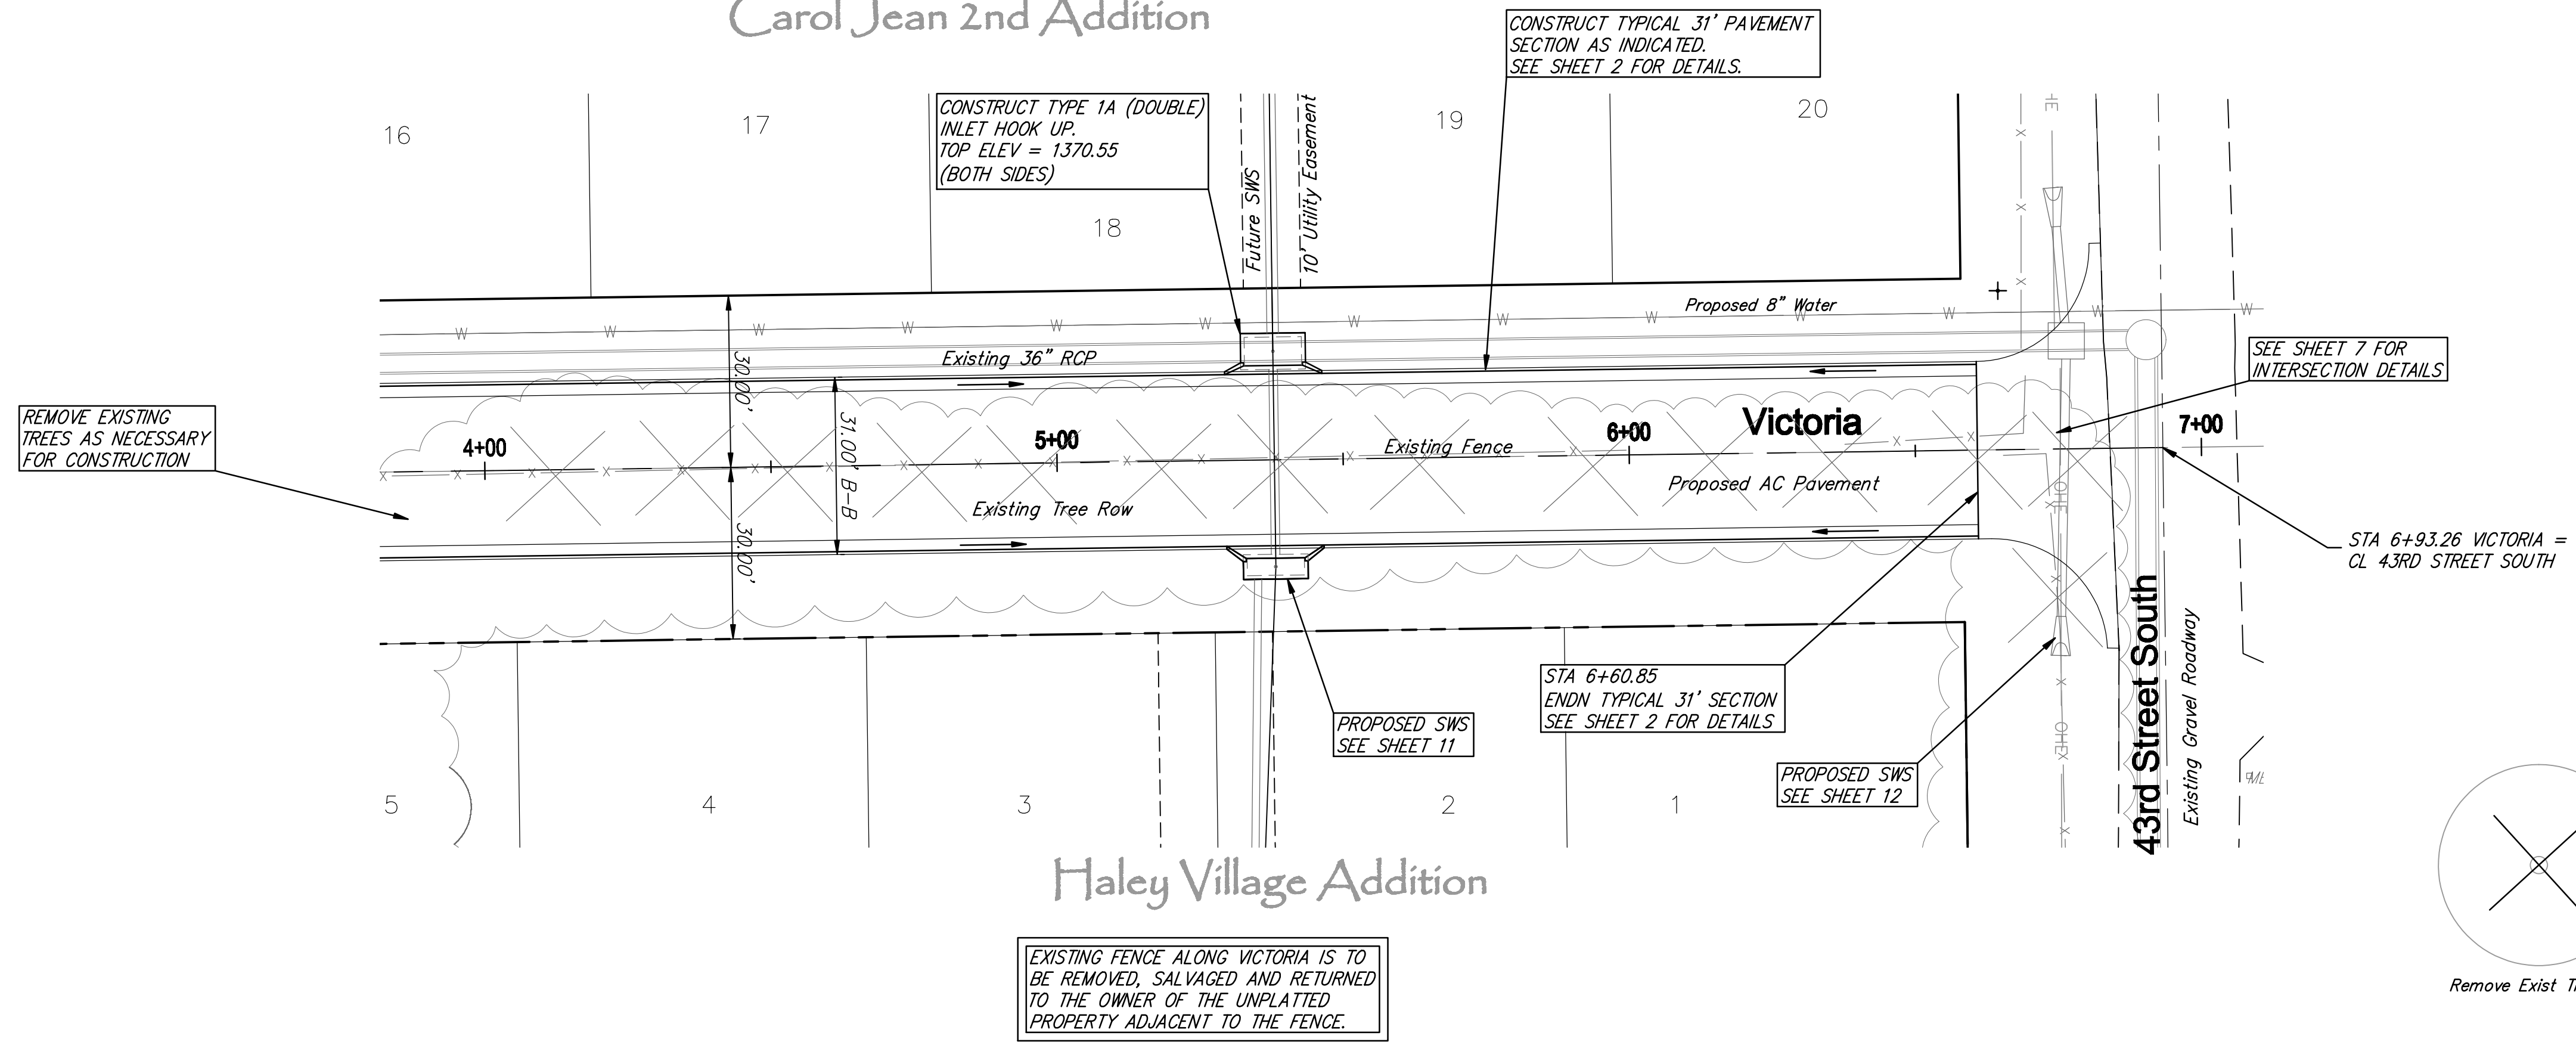 Carol Jean 2nd Addition
CONSTRUCT TYPICAL 31' PAVEMENT
SECTION AS INDICATED.
SEE SHEET 2 FOR DETAILS.
CONSTRUCT TYPE 1A (DOUBLE)
INLET HOOK UP.
TOP ELEV = 1370.55
(BOTH SIDES)
16
17
18
19
20
Future SWS
10' Utility Easement
Proposed 8" Water
W W W W W W W W W W W W W
Existing 36" RCP
30.00'
31.00' B-B
30.00'
SEE SHEET 7 FOR
INTERSECTION DETAILS
REMOVE EXISTING
TREES AS NECESSARY
FOR CONSTRUCTION
4+00
5+00
6+00
7+00
Victoria
Existing Fence
Existing Tree Row
Proposed AC Pavement
STA 6+93.26 VICTORIA =
CL 43RD STREET SOUTH
43rd Street South
Existing Gravel Roadway
STA 6+60.85
ENDN TYPICAL 31' SECTION
SEE SHEET 2 FOR DETAILS
PROPOSED SWS
SEE SHEET 11
PROPOSED SWS
SEE SHEET 12
OHE
OHE
5
4
3
2
1
Haley Village Addition
EXISTING FENCE ALONG VICTORIA IS TO
BE REMOVED, SALVAGED AND RETURNED
TO THE OWNER OF THE UNPLATTED
PROPERTY ADJACENT TO THE FENCE.
Remove Exist